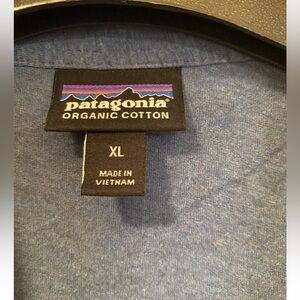 patagonia
ORGANIC COTTON
XL
MADE IN
VIETNAM